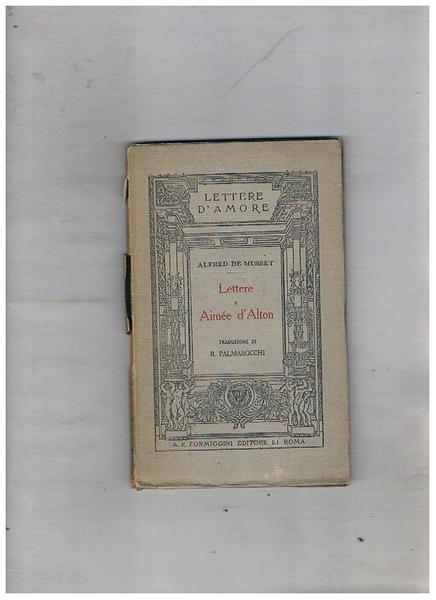 LETTERE
D'AMORE
ALFRED DE MUSSET
Lettere
a
Aimée d'Alton
TRADUZIONE DI
R. PALMAROCCHI
A. F. FORMIGGINI EDITORE IN ROMA